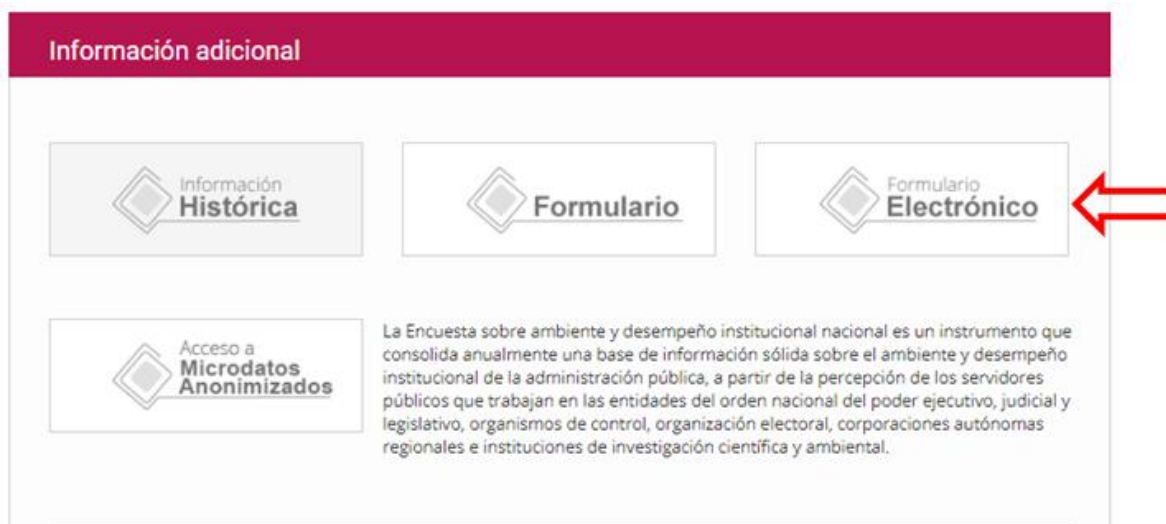 Información adicional
Información
Histórica
Formulario
Formulario
Electrónico
Acceso a
Microdatos
Anonimizados
La Encuesta sobre ambiente y desempeño institucional nacional es un instrumento que
consolida anualmente una base de información sólida sobre el ambiente y desempeño
institucional de la administración pública, a partir de la percepción de los servidores
públicos que trabajan en las entidades del orden nacional del poder ejecutivo, judicial y
legislativo, organismos de control, organización electoral, corporaciones autónomas
regionales e instituciones de investigación científica y ambiental.